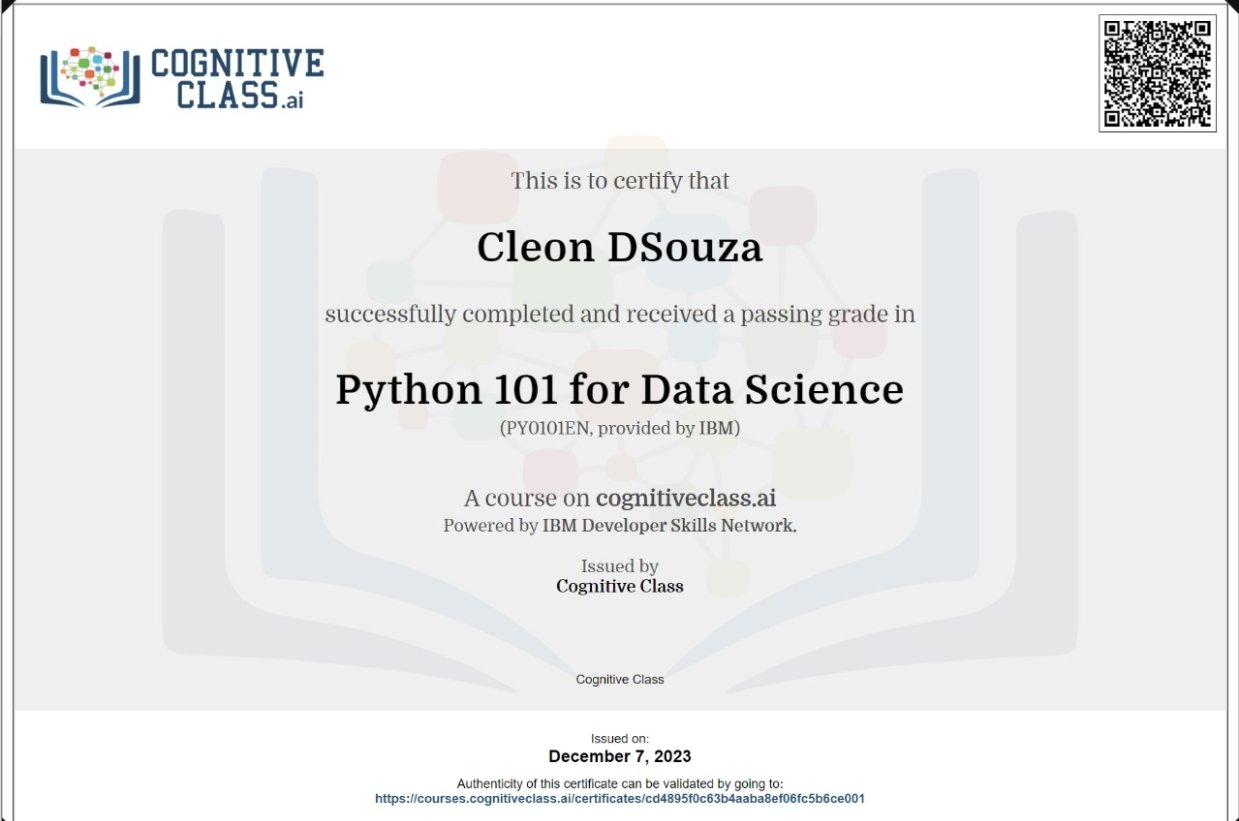 COGNITIVE
CLASS.ai
This is to certify that
Cleon DSouza
successfully completed and received a passing grade in
Python 101 for Data Science
(PY0101EN, provided by IBM)
A course on cognitiveclass.ai
Powered by IBM Developer Skills Network.
Issued by
Cognitive Class
Cognitive Class
Issued on:
December 7, 2023
Authenticity of this certificate can be validated by going to:
https://courses.cognitiveclass.ai/certificates/cd4895f0c63b4aaba8ef06fc5b6ce001